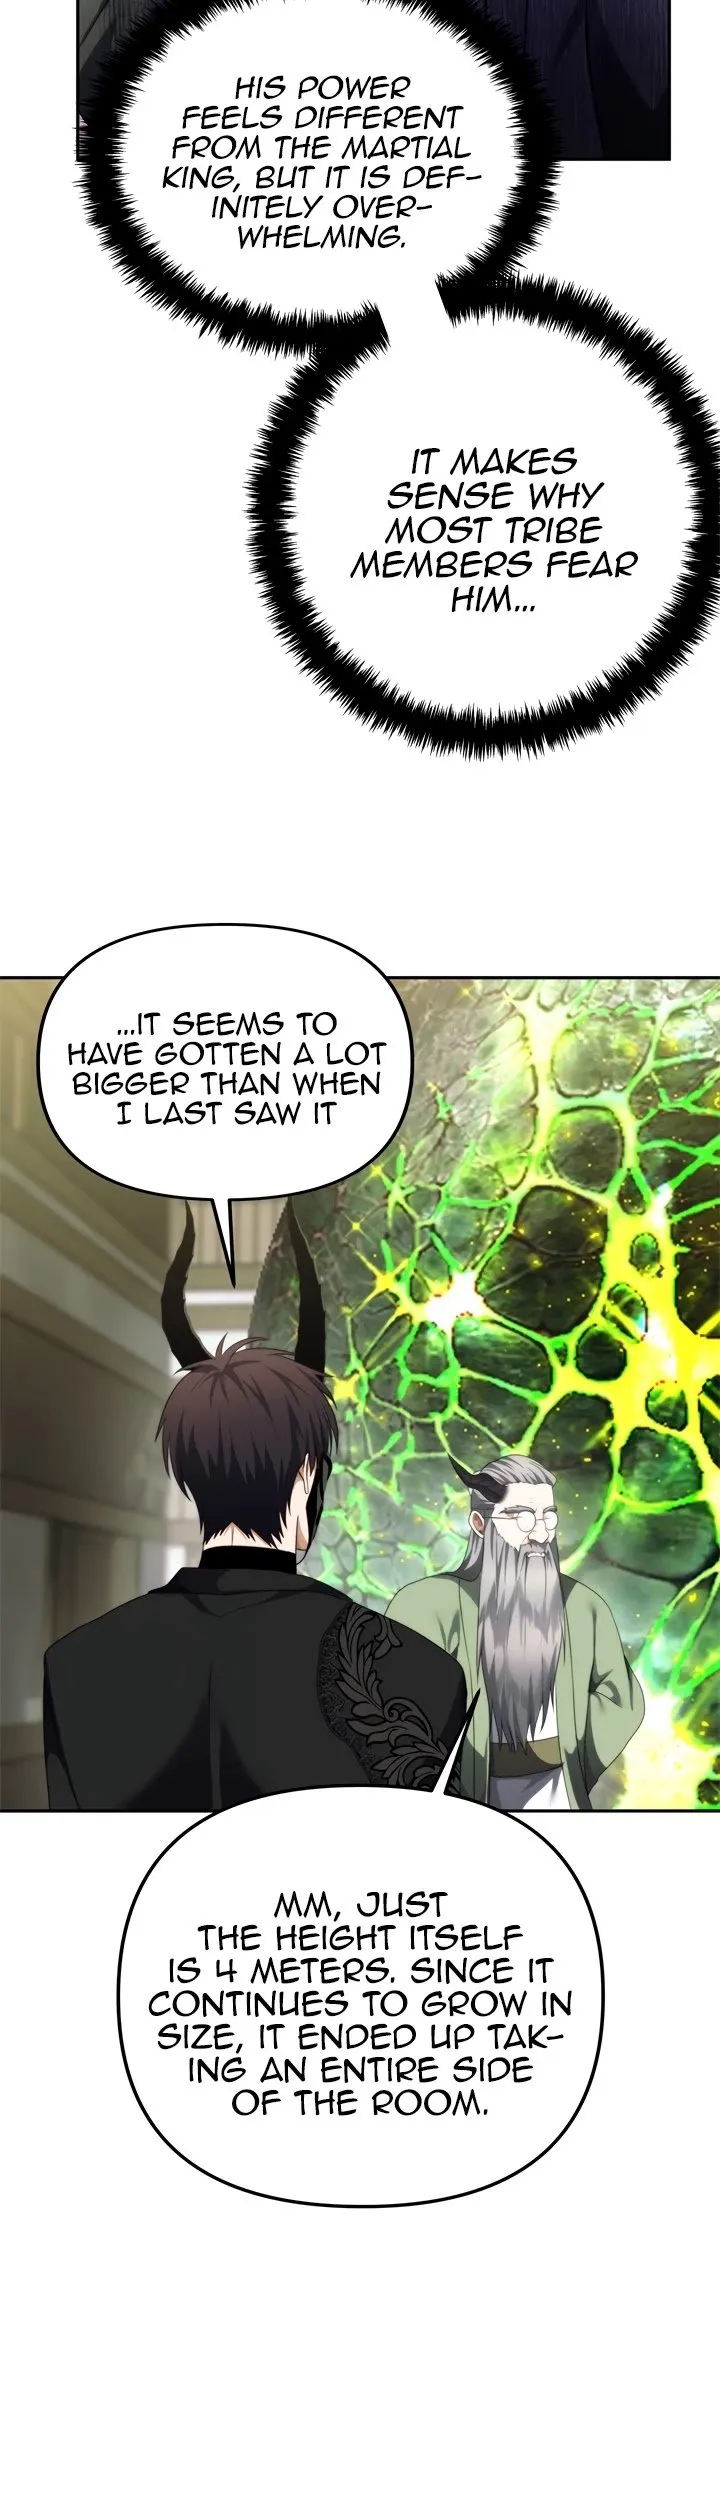 HIS POWER
FEELS DIFFERENT
FROM THE MARTIAL
KING, BUT IT IS DEF-
INITELY OVER-
WHELMING.
IT MAKES
SENSE WHY
MOST TRIBE
MEMBERS FEAR
HIM...
...IT SEEMS TO
HAVE GOTTEN A LOT
BIGGER THAN WHEN
I LAST SAW IT
MM, JUST
THE HEIGHT ITSELF
IS 4 METERS. SINCE IT
CONTINUES TO GROW IN
SIZE, IT ENDED UP TAK-
ING AN ENTIRE SIDE
OF THE ROOM.